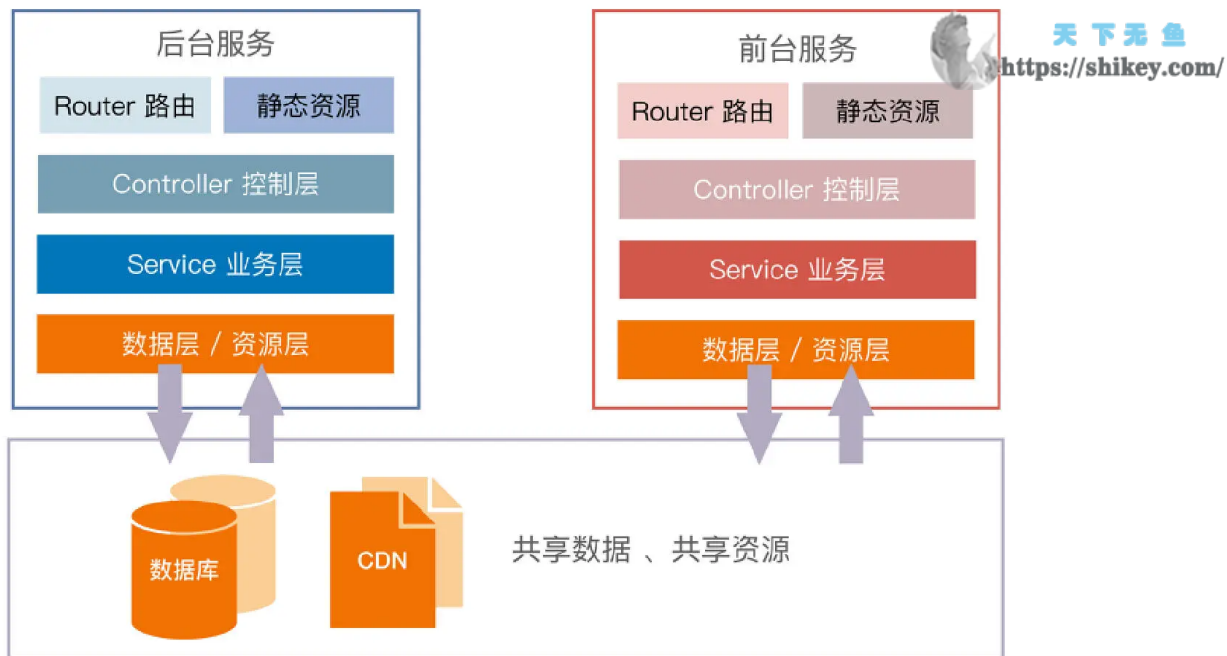 后台服务
Router 路由
静态资源
Controller 控制层
Service 业务层
数据层 / 资源层
前台服务
Router 路由
静态资源
Controller 控制层
Service 业务层
数据层 / 资源层
天下无鱼
https://shikey.com/
数据库
CDN
共享数据 、共享资源